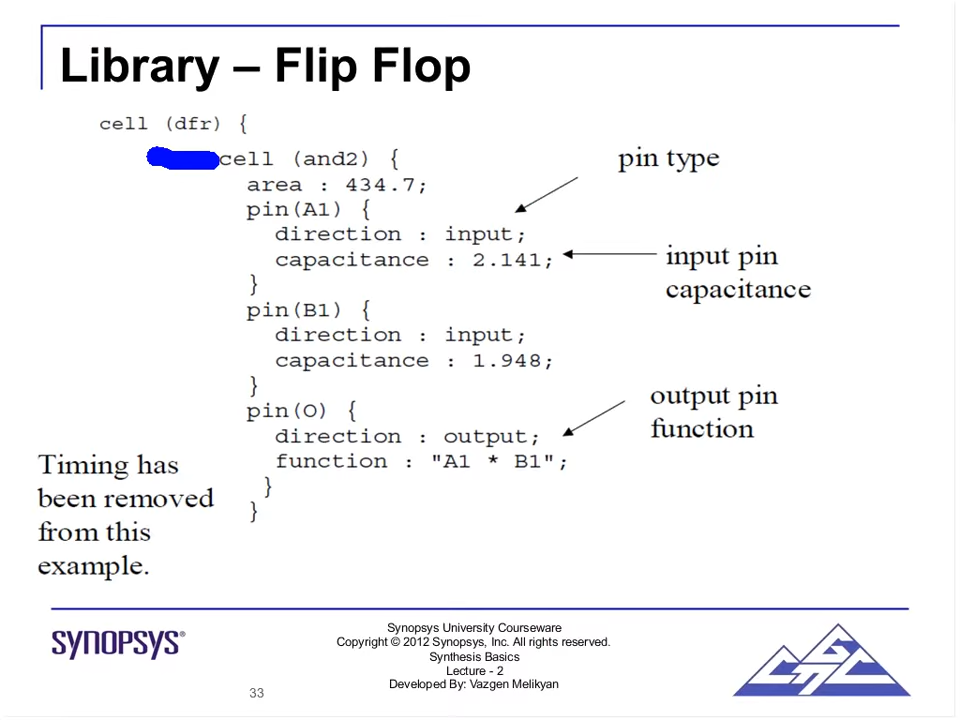 Library – Flip Flop
cell (dfr) {
cell (and2) {
pin type
area : 434.7;
pin(A1) {
direction : input;
capacitance : 2.141;
input pin
capacitance
}
pin(B1) {
direction : input;
capacitance : 1.948;
}
pin(O) {
output pin
function
direction : output;
function : "A1 * B1";
}
}
Timing has
been removed
from this
example.
SYNOPSYS®
Synopsys University Courseware
Copyright © 2012 Synopsys, Inc. All rights reserved.
Synthesis Basics
Lecture - 2
Developed By: Vazgen Melikyan
33